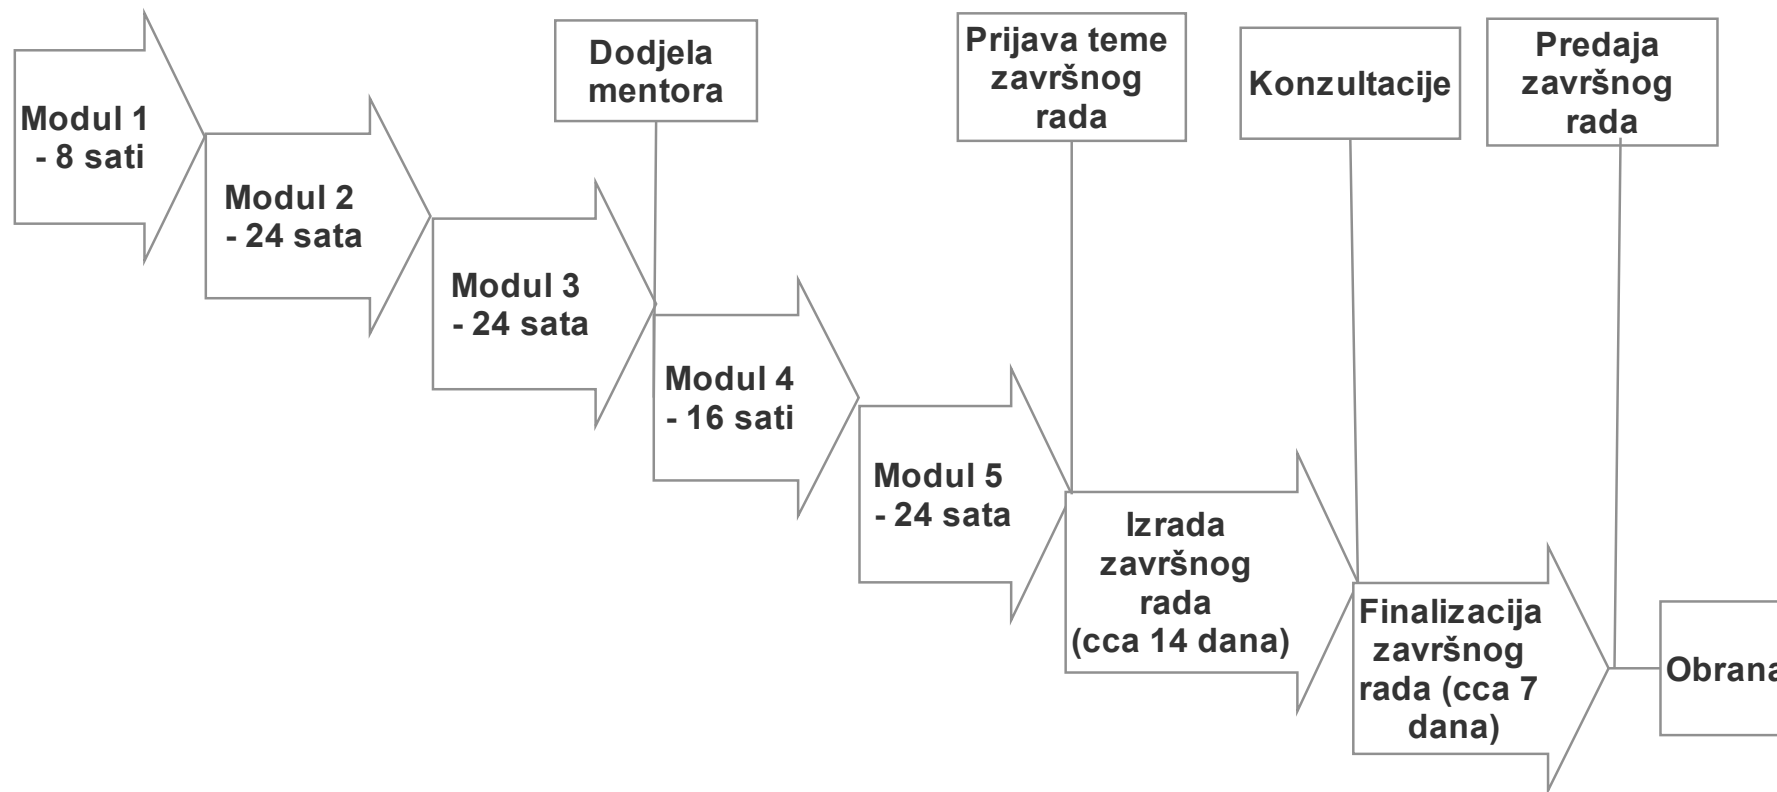 Modul 1
- 8 sati
Modul 2
- 24 sata
Modul 3
- 24 sata
Dodjela
mentora
Modul 4
- 16 sati
Modul 5
- 24 sata
Prijava teme
završnog
rada
Izrada
završnog
rada
(cca 14 dana)
Konzultacije
Finalizacija
završnog
rada (cca 7
dana)
Predaja
završnog
rada
Obrana